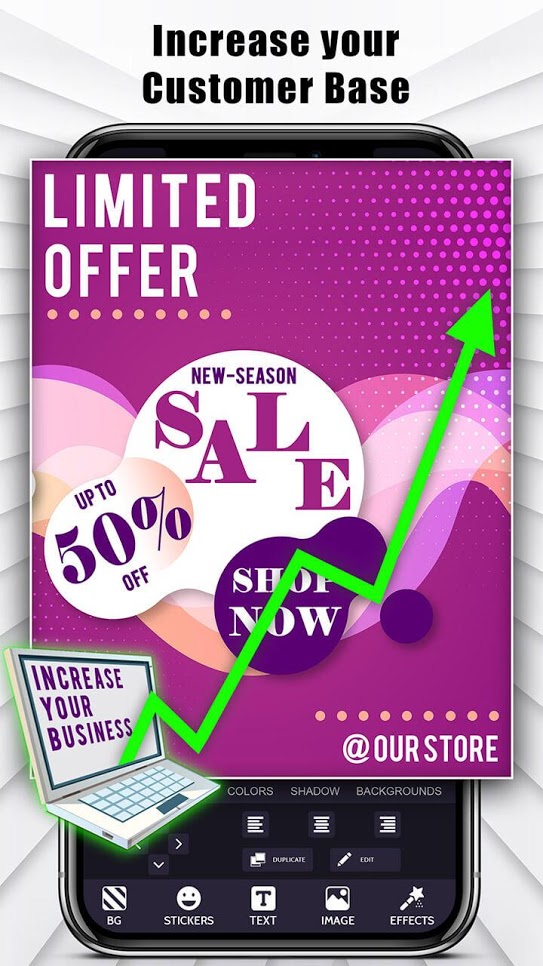 Increase your
Customer Base
LIMITED
OFFER
NEW-SEASON
SALE
UP TO
50%
OFF
SHOP
NOW
INCREASE
YOUR
BUSINESS
@OUR STORE
COLORS SHADOW BACKGROUNDS
DUPLICATE EDIT
BG STICKERS TEXT IMAGE EFFECTS